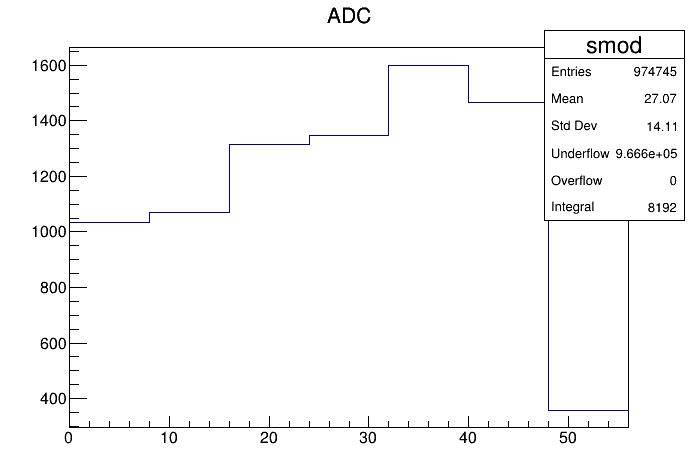 ADC
smod
Entries 974745
Mean 27.07
Std Dev 14.11
Underflow 9.666e+05
Overflow 0
Integral 8192
1600
1400
1200
1000
800
600
400
0 10 20 30 40 50